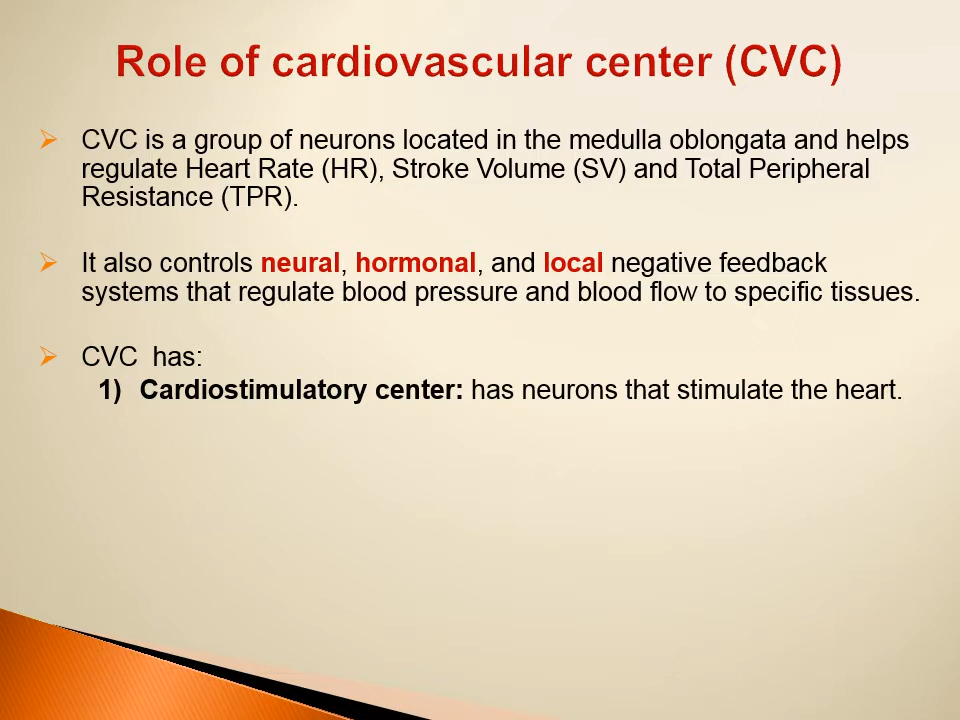 Role of cardiovascular center (CVC)
➢ CVC is a group of neurons located in the medulla oblongata and helps
regulate Heart Rate (HR), Stroke Volume (SV) and Total Peripheral
Resistance (TPR).
➢ It also controls neural, hormonal, and local negative feedback
systems that regulate blood pressure and blood flow to specific tissues.
➢ CVC has:
1) Cardiostimulatory center: has neurons that stimulate the heart.